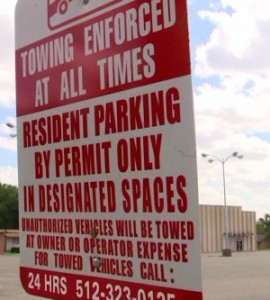 TOWING ENFORCED
AT ALL TIMES
RESIDENT PARKING
BY PERMIT ONLY
IN DESIGNATED SPACES
UNAUTHORIZED VEHICLES WILL BE TOWED
AT OWNER OR OPERATOR EXPENSE
FOR TOWED VEHICLES CALL:
24 HRS 512-323-0125